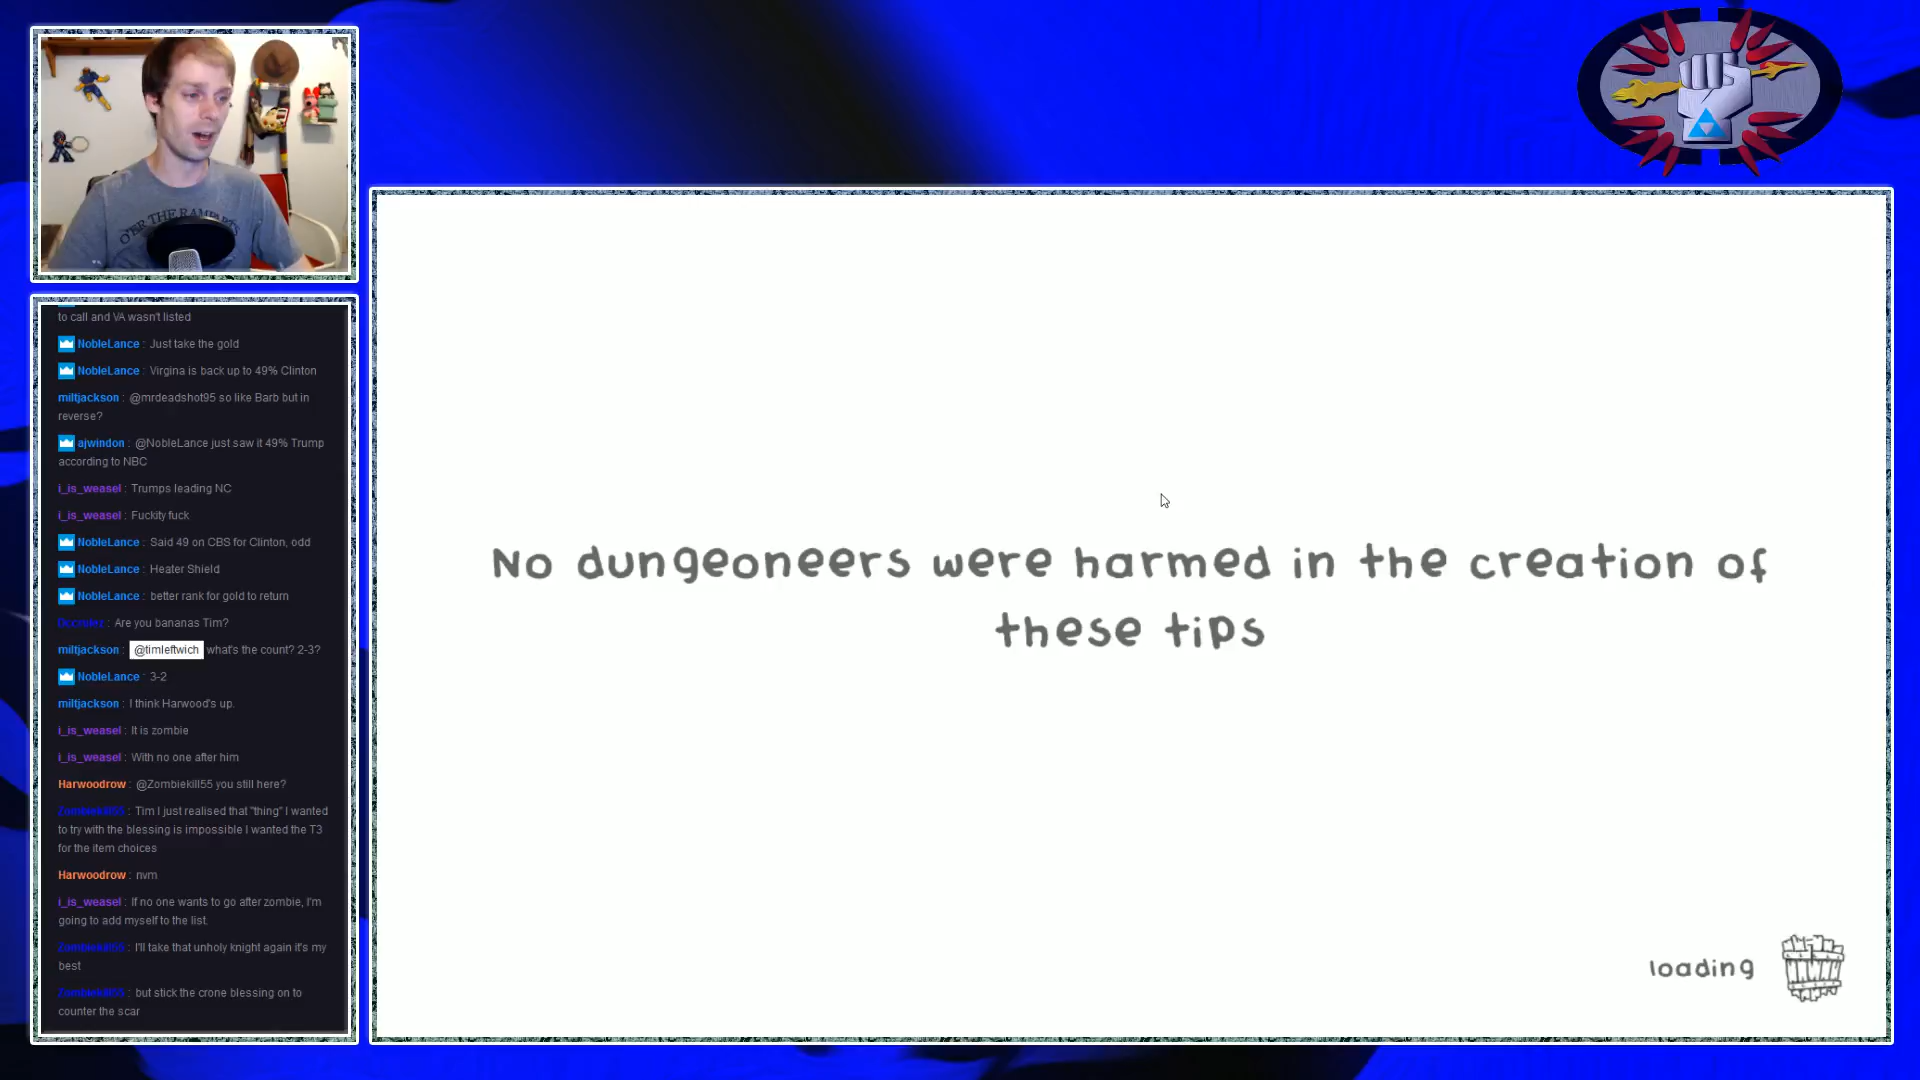 O'ER THE RAMPARTS
to call and VA wasn't listed
NobleLance : Just take the gold
NobleLance : Virgina is back up to 49% Clinton
miltjackson : @mrdeadshot95 so like Barb but in
reverse?
ajwindon : @NobleLance just saw it 49% Trump
according to NBC
i_is_weasel : Trumps leading NC
i_is_weasel : Fuckity fuck
NobleLance : Said 49 on CBS for Clinton, odd
NobleLance : Heater Shield
NobleLance : better rank for gold to return
: Are you bananas Tim?
miltjackson : @timleftwich what's the count? 2-3?
NobleLance : 3-2
miltjackson : I think Harwood's up.
i_is_weasel : It is zombie
i_is_weasel : With no one after him
Harwoodrow : @Zombiekill55 you still here?
Zombiekill55 : Tim I just realised that "thing" I wanted
to try with the blessing is impossible I wanted the T3
for the item choices
Harwoodrow : nvm
i_is_weasel : If no one wants to go after zombie, I'm
going to add myself to the list.
Zombiekill55 : I'll take that unholy knight again it's my
best
Zombiekill55 : but stick the crone blessing on to
counter the scar
No dungeoneers were harmed in the creation of
these tips
loading